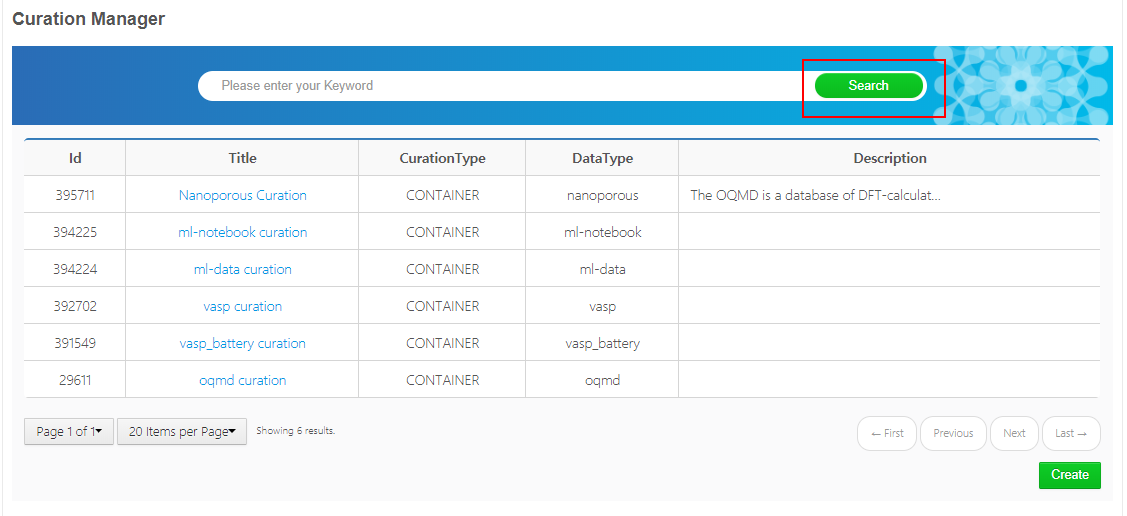 Curation Manager
Please enter your Keyword Search
Id Title CurationType DataType Description
395711 Nanoporous Curation CONTAINER nanoporous The OQMD is a database of DFT-calculat...
394225 ml-notebook curation CONTAINER ml-notebook
394224 ml-data curation CONTAINER ml-data
392702 vasp curation CONTAINER vasp
391549 vasp_battery curation CONTAINER vasp_battery
29611 oqmd curation CONTAINER oqmd
Page 1 of 1 20 Items per Page Showing 6 results. ← First Previous Next Last →
Create